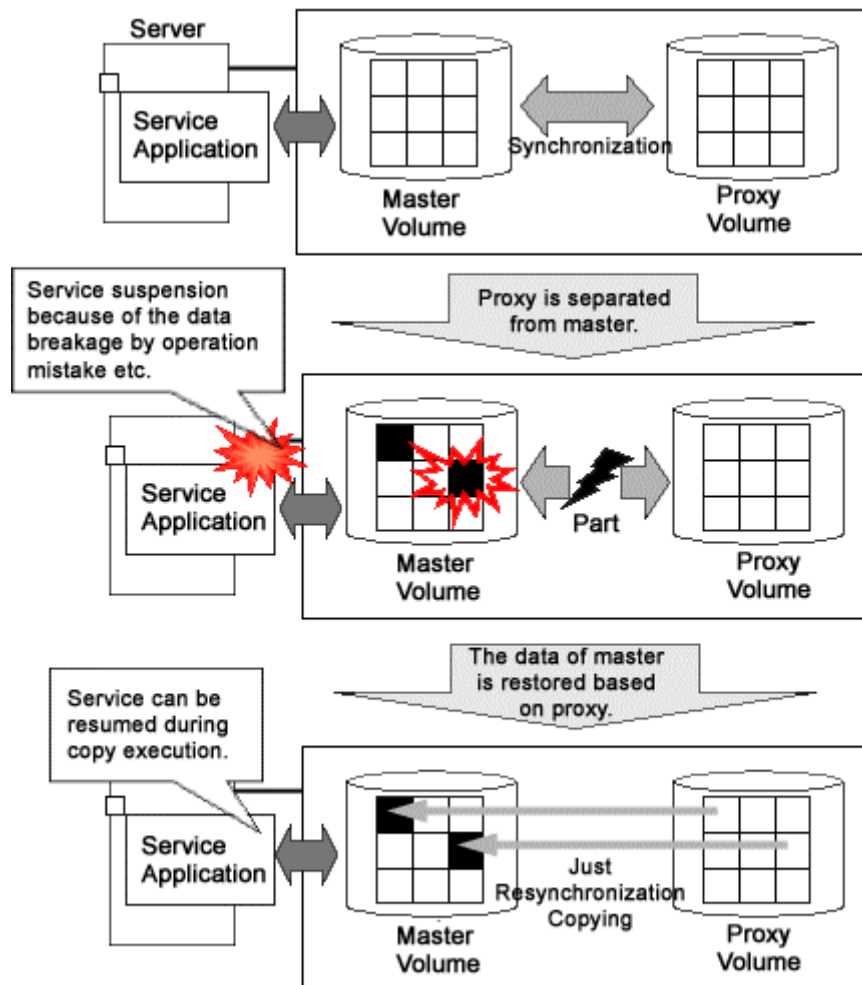 Server
Service
Application
Synchronization
Master
Volume
Proxy
Volume
Proxy is separated
from master.
Service suspension
because of the data
breakage by operation
mistake etc.
Service
Application
Part
Master
Volume
Proxy
Volume
The data of master
is restored based
on proxy.
Service can be
resumed during
copy execution.
Service
Application
Just
Resynchronization
Copying
Master
Volume
Proxy
Volume